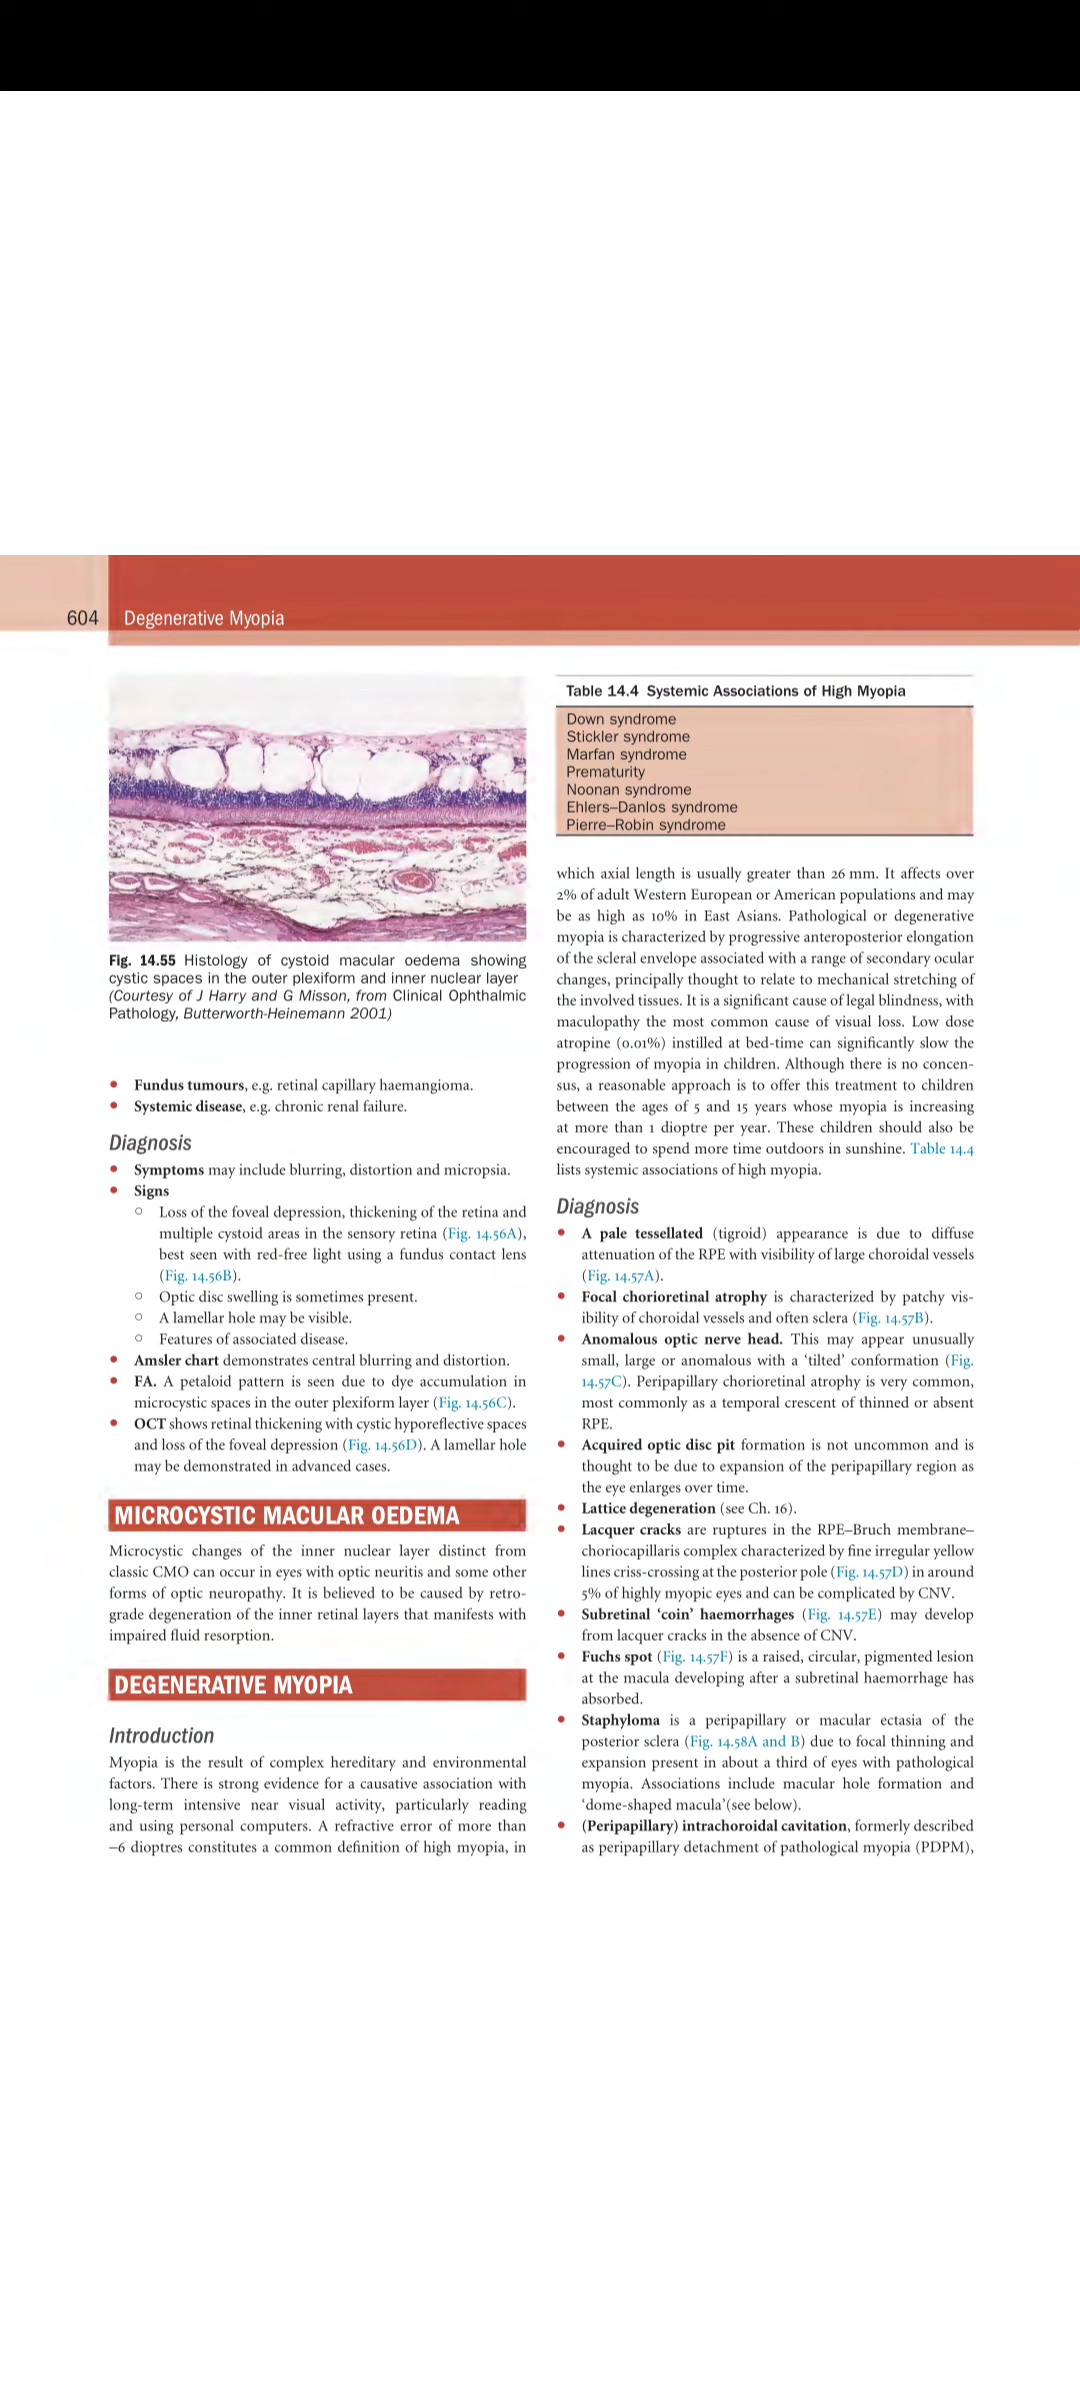 604 Degenerative Myopia
Fig. 14.55 Histology of cystoid macular oedema showing
cystic spaces in the outer plexiform and inner nuclear layer
(Courtesy of J Harry and G Misson, from Clinical Ophthalmic
Pathology, Butterworth-Heinemann 2001)
• Fundus tumours, e.g. retinal capillary haemangioma.
• Systemic disease, e.g. chronic renal failure.
Diagnosis
• Symptoms may include blurring, distortion and micropsia.
• Signs
○ Loss of the foveal depression, thickening of the retina and
multiple cystoid areas in the sensory retina (Fig. 14.56A),
best seen with red-free light using a fundus contact lens
(Fig. 14.56B).
○ Optic disc swelling is sometimes present.
○ A lamellar hole may be visible.
○ Features of associated disease.
• Amsler chart demonstrates central blurring and distortion.
• FA. A petaloid pattern is seen due to dye accumulation in
microcystic spaces in the outer plexiform layer (Fig. 14.56C).
• OCT shows retinal thickening with cystic hyporeflective spaces
and loss of the foveal depression (Fig. 14.56D). A lamellar hole
may be demonstrated in advanced cases.
MICROCYSTIC MACULAR OEDEMA
Microcystic changes of the inner nuclear layer distinct from
classic CMO can occur in eyes with optic neuritis and some other
forms of optic neuropathy. It is believed to be caused by retro-
grade degeneration of the inner retinal layers that manifests with
impaired fluid resorption.
DEGENERATIVE MYOPIA
Introduction
Myopia is the result of complex hereditary and environmental
factors. There is strong evidence for a causative association with
long-term intensive near visual activity, particularly reading
and using personal computers. A refractive error of more than
–6 dioptres constitutes a common definition of high myopia, in
Table 14.4 Systemic Associations of High Myopia
Down syndrome
Stickler syndrome
Marfan syndrome
Prematurity
Noonan syndrome
Ehlers–Danlos syndrome
Pierre–Robin syndrome
which axial length is usually greater than 26 mm. It affects over
2% of adult Western European or American populations and may
be as high as 10% in East Asians. Pathological or degenerative
myopia is characterized by progressive anteroposterior elongation
of the scleral envelope associated with a range of secondary ocular
changes, principally thought to relate to mechanical stretching of
the involved tissues. It is a significant cause of legal blindness, with
maculopathy the most common cause of visual loss. Low dose
atropine (0.01%) instilled at bed-time can significantly slow the
progression of myopia in children. Although there is no concen-
sus, a reasonable approach is to offer this treatment to children
between the ages of 5 and 15 years whose myopia is increasing
at more than 1 dioptre per year. These children should also be
encouraged to spend more time outdoors in sunshine. Table 14.4
lists systemic associations of high myopia.
Diagnosis
• A pale tessellated (tigroid) appearance is due to diffuse
attenuation of the RPE with visibility of large choroidal vessels
(Fig. 14.57A).
• Focal chorioretinal atrophy is characterized by patchy vis-
ibility of choroidal vessels and often sclera (Fig. 14.57B).
• Anomalous optic nerve head. This may appear unusually
small, large or anomalous with a ‘tilted’ conformation (Fig.
14.57C). Peripapillary chorioretinal atrophy is very common,
most commonly as a temporal crescent of thinned or absent
RPE.
• Acquired optic disc pit formation is not uncommon and is
thought to be due to expansion of the peripapillary region as
the eye enlarges over time.
• Lattice degeneration (see Ch. 16).
• Lacquer cracks are ruptures in the RPE–Bruch membrane–
choriocapillaris complex characterized by fine irregular yellow
lines criss-crossing at the posterior pole (Fig. 14.57D) in around
5% of highly myopic eyes and can be complicated by CNV.
• Subretinal ‘coin’ haemorrhages (Fig. 14.57E) may develop
from lacquer cracks in the absence of CNV.
• Fuchs spot (Fig. 14.57F) is a raised, circular, pigmented lesion
at the macula developing after a subretinal haemorrhage has
absorbed.
• Staphyloma is a peripapillary or macular ectasia of the
posterior sclera (Fig. 14.58A and B) due to focal thinning and
expansion present in about a third of eyes with pathological
myopia. Associations include macular hole formation and
‘dome-shaped macula’(see below).
• (Peripapillary) intrachoroidal cavitation, formerly described
as peripapillary detachment of pathological myopia (PDPM),